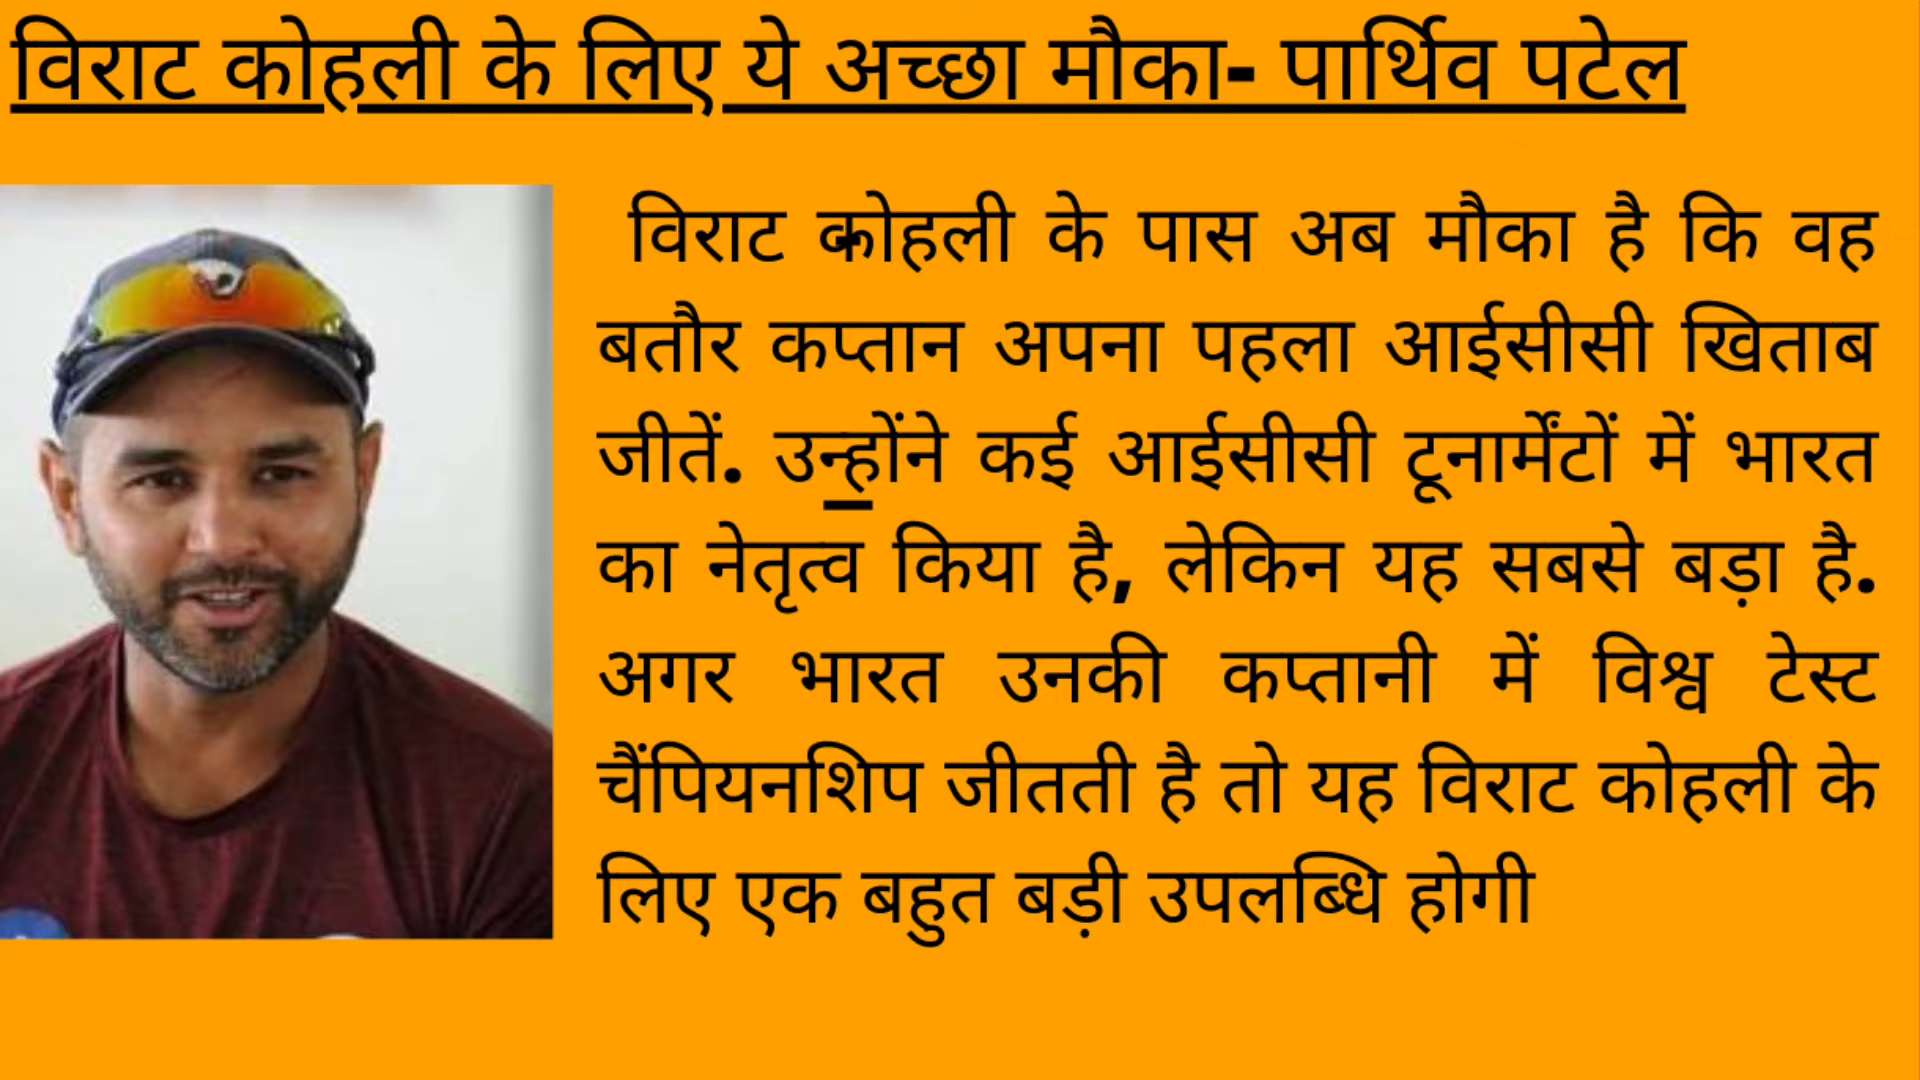 विराट कोहली के लिए ये अच्छा मौका- पार्थिव पटेल
विराट कोहली के पास अब मौका है कि वह
बतौर कप्तान अपना पहला आईसीसी खिताब
जीतें. उन्होंने कई आईसीसी टूनार्मेंटों में भारत
का नेतृत्व किया है, लेकिन यह सबसे बड़ा है.
अगर भारत उनकी कप्तानी में विश्व टेस्ट
चैंपियनशिप जीतती है तो यह विराट कोहली के
लिए एक बहुत बड़ी उपलब्धि होगी